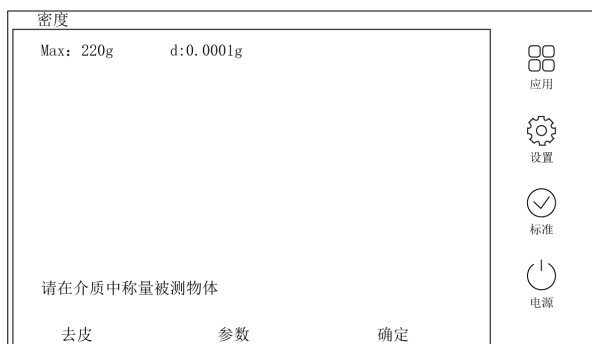 密度
Max：220g d:0.0001g
应用
设置
标准
请在介质中称量被测物体
电源
去皮 参数 确定